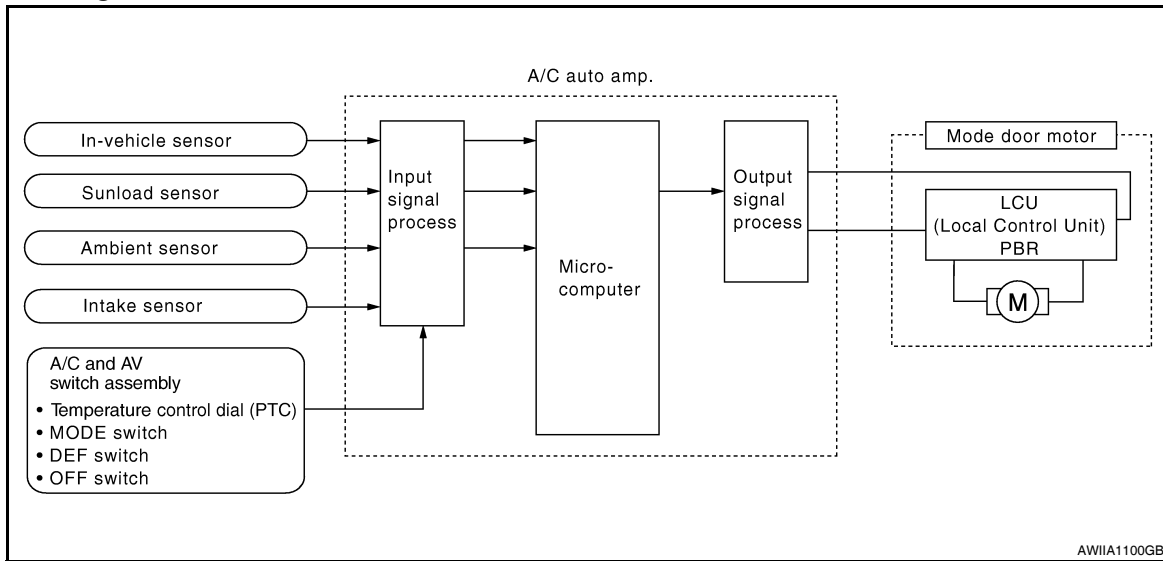 A/C auto amp.
In-vehicle sensor
Sunload sensor
Ambient sensor
Intake sensor
A/C and AV
switch assembly
• Temperature control dial (PTC)
• MODE switch
• DEF switch
• OFF switch
Input
signal
process
Micro-
computer
Output
signal
process
Mode door motor
LCU
(Local Control Unit)
PBR
M
AWIIA1100GB